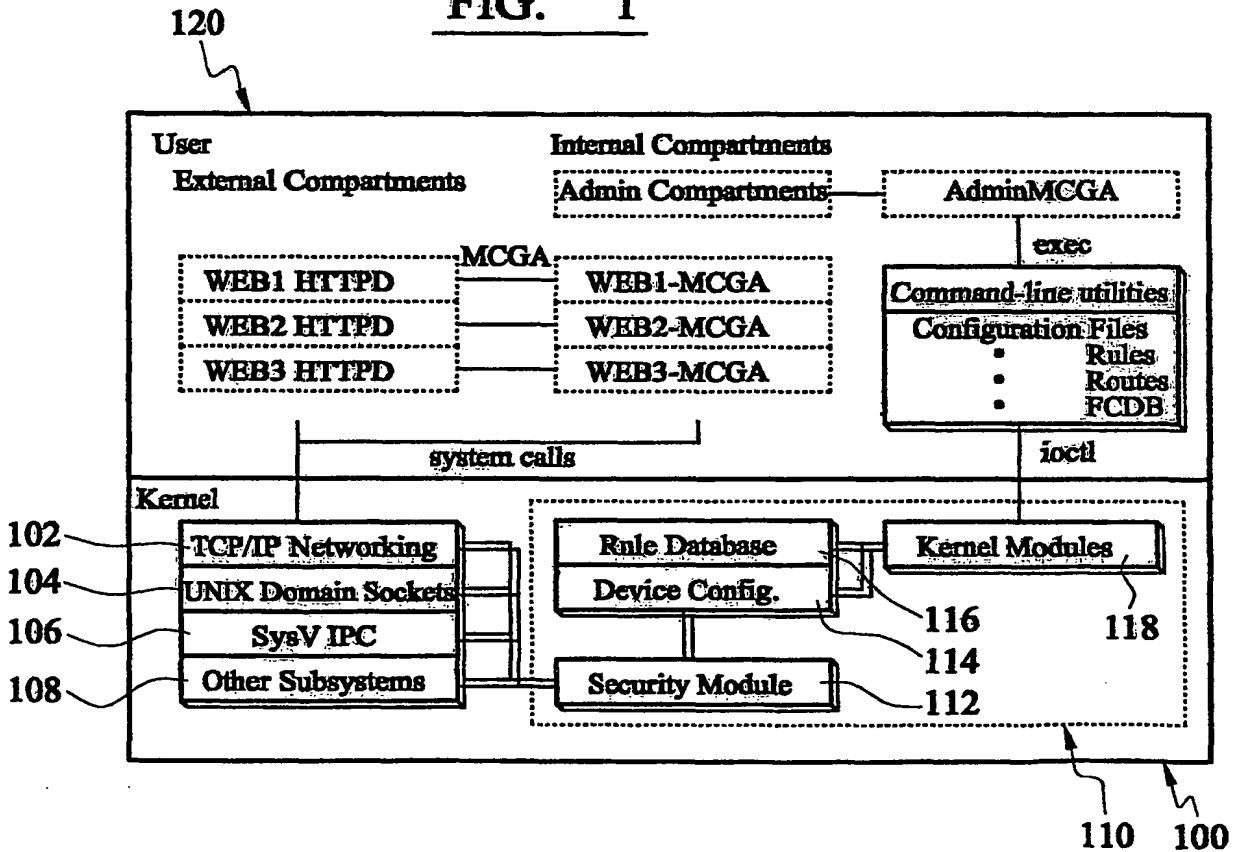 FIG. 1
120
User
Internal Compartments
External Compartments
Admin Compartments
AdminMCGA
exec
MCGA
WEB1 HTTPD
WEB1-MCGA
WEB2 HTTPD
WEB2-MCGA
WEB3 HTTPD
WEB3-MCGA
Command-line utilities
Configuration Files
• Rules
• Routes
• FCDB
system calls
ioctl
Kernel
102
TCP/IP Networking
Rule Database
Kernel Modules
104
UNIX Domain Sockets
Device Config.
106
SysV IPC
116
118
114
108
Other Subsystems
Security Module
112
110
100